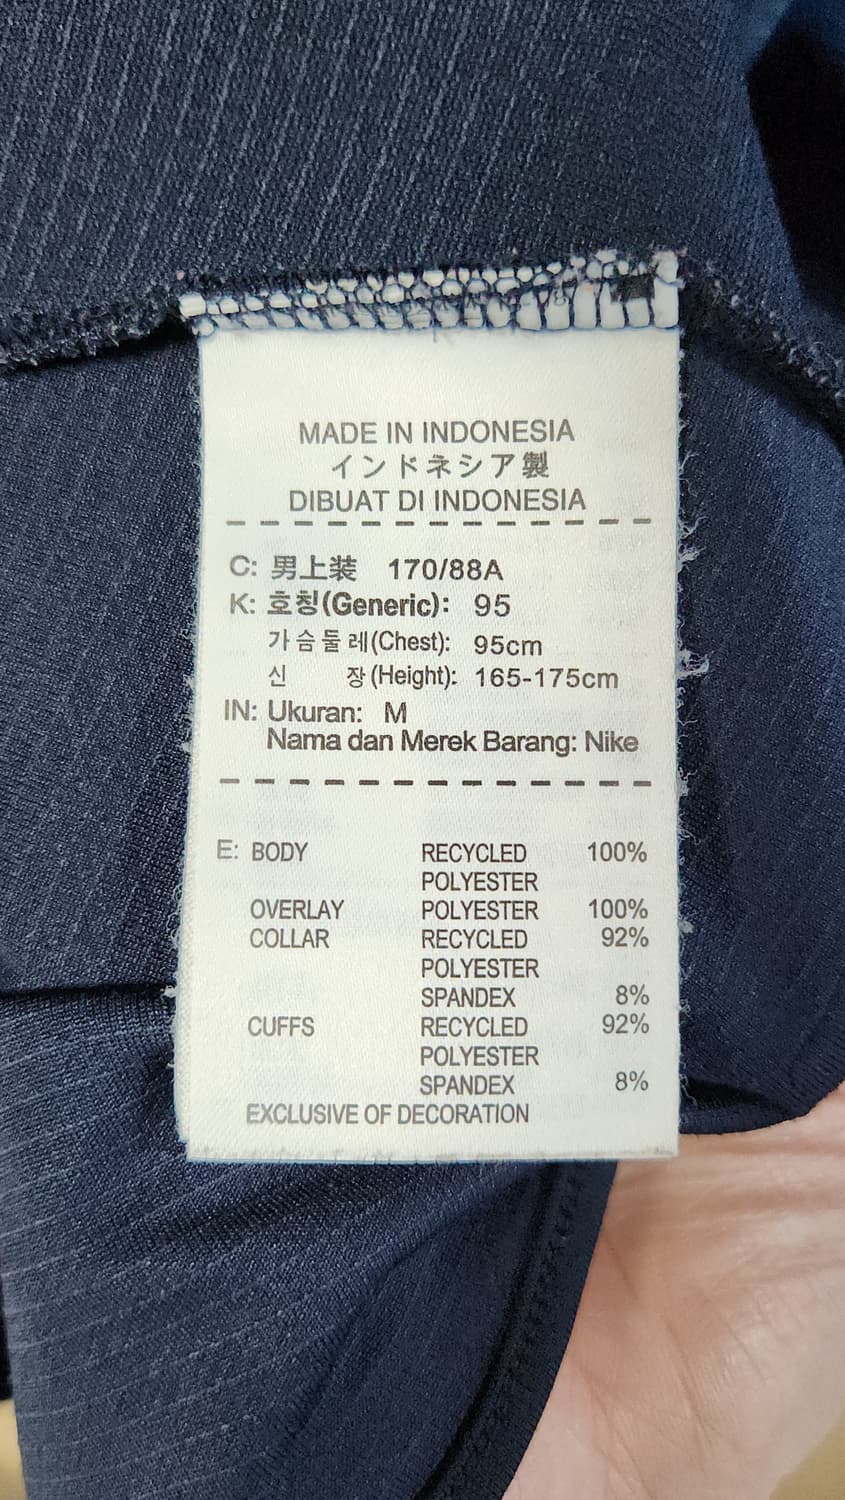 MADE IN INDONESIA
インドネシア製
DIBUAT DI INDONESIA
C: 男上装 170/88A
K: 호칭(Generic): 95
가슴둘레(Chest): 95cm
신 장(Height): 165-175cm
IN: Ukuran: M
Nama dan Merek Barang: Nike
E: BODY RECYCLED 100%
POLYESTER
OVERLAY POLYESTER 100%
COLLAR RECYCLED 92%
POLYESTER
SPANDEX 8%
CUFFS RECYCLED 92%
POLYESTER
SPANDEX 8%
EXCLUSIVE OF DECORATION